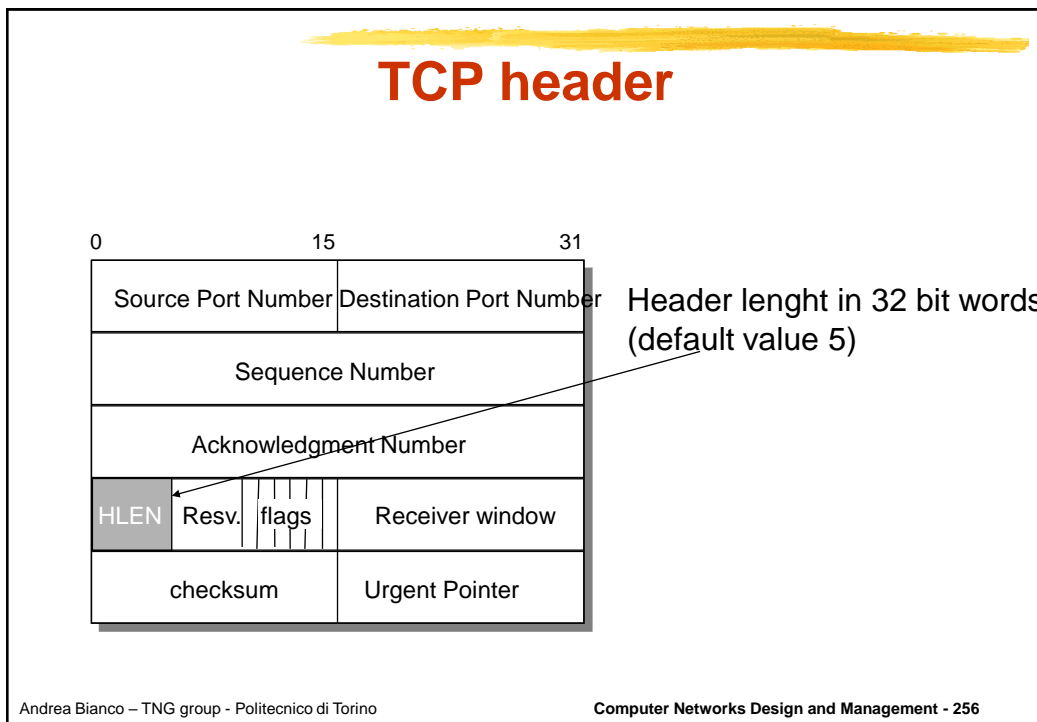 TCP header
0 15 31
Source Port Number Destination Port Number
Header lenght in 32 bit words
(default value 5)
Sequence Number
Acknowledgment Number
HLEN Resv. flags Receiver window
checksum Urgent Pointer
Andrea Bianco – TNG group - Politecnico di Torino Computer Networks Design and Management - 256